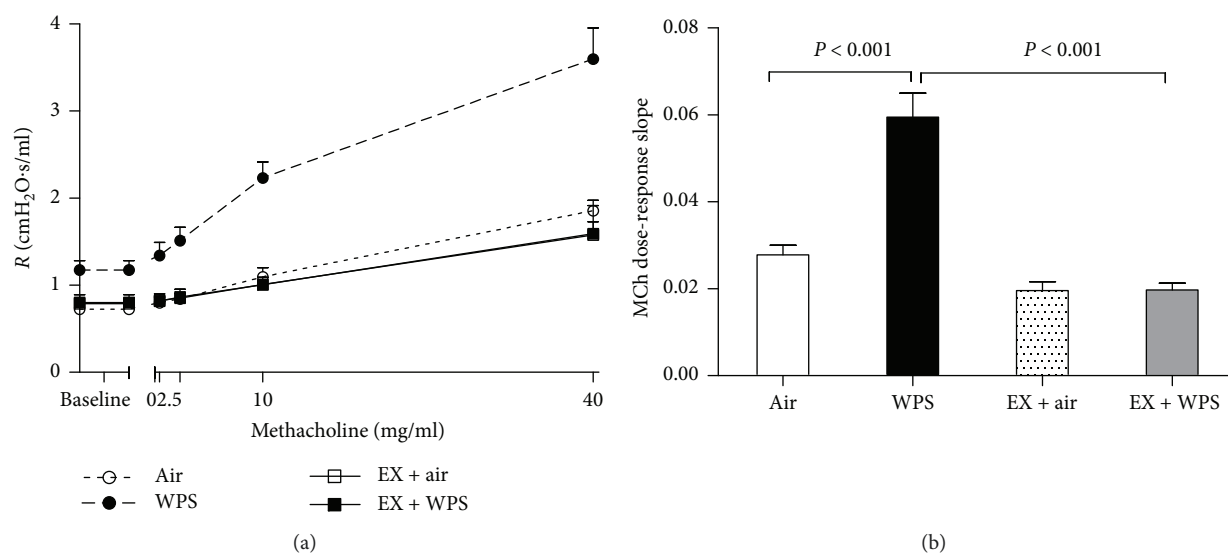 4
3
2
1
0
R (cmH₂O·s/ml)
Baseline
02.5
10
40
Methacholine (mg/ml)
Air
WPS
EX + air
EX + WPS
(a)
0.08
0.06
0.04
0.02
0.00
MCh dose-response slope
P < 0.001
P < 0.001
Air
WPS
EX + air
EX + WPS
(b)